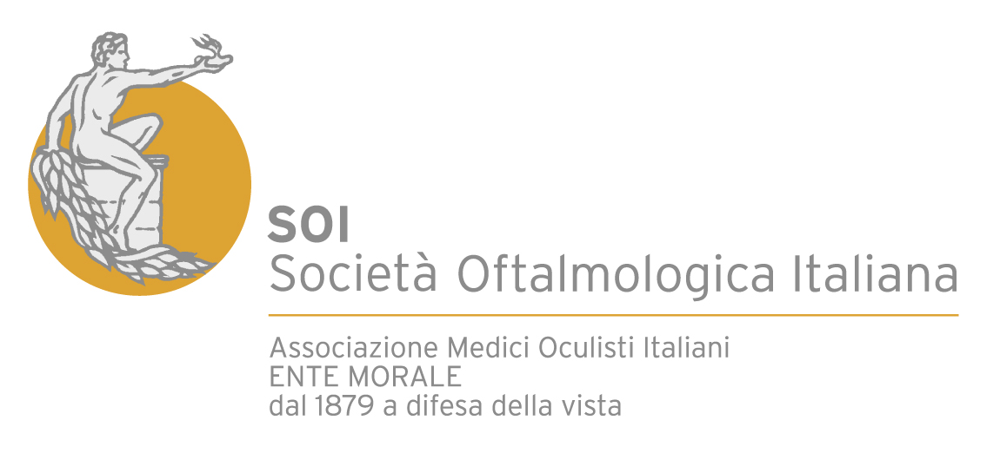 SOI
Società Oftalmologica Italiana
Associazione Medici Oculisti Italiani
ENTE MORALE
dal 1879 a difesa della vista